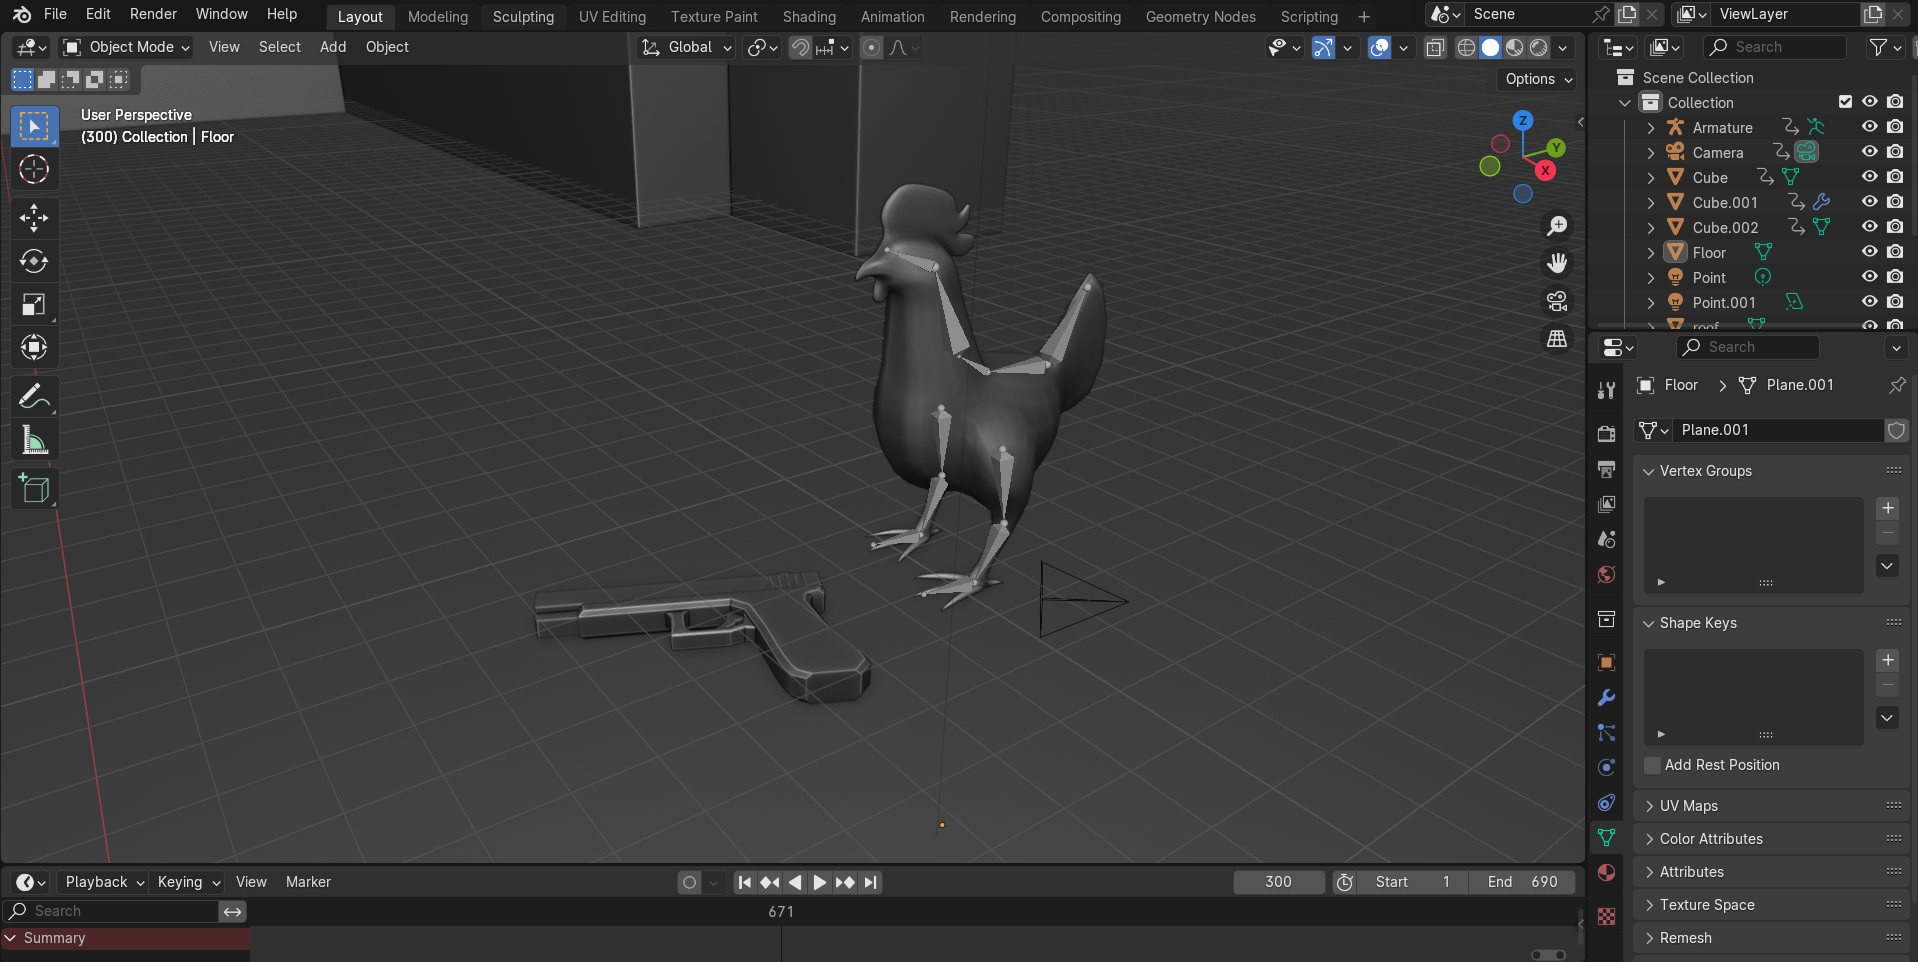 File Edit Render Window Help Layout Modeling Sculpting UV Editing Texture Paint Shading Animation Rendering Compositing Geometry Nodes Scripting + Scene ViewLayer
Object Mode View Select Add Object Global Search
Options
User Perspective
(300) Collection | Floor
Z
Y
X
Scene Collection
Collection
Armature
Camera
Cube
Cube.001
Cube.002
Floor
Point
Point.001
roof
Search
Floor > Plane.001
Plane.001
Vertex Groups
Shape Keys
Add Rest Position
UV Maps
Color Attributes
Attributes
Texture Space
Remesh
Playback Keying View Marker 300 Start 1 End 690
Search 671
Summary